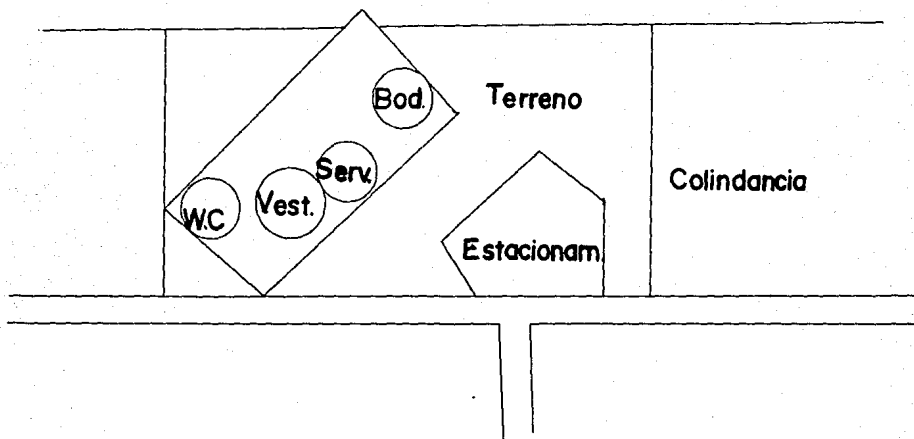 Bod.
Terreno
Serv.
Colindancia
W.C
Vest.
Estacionam.